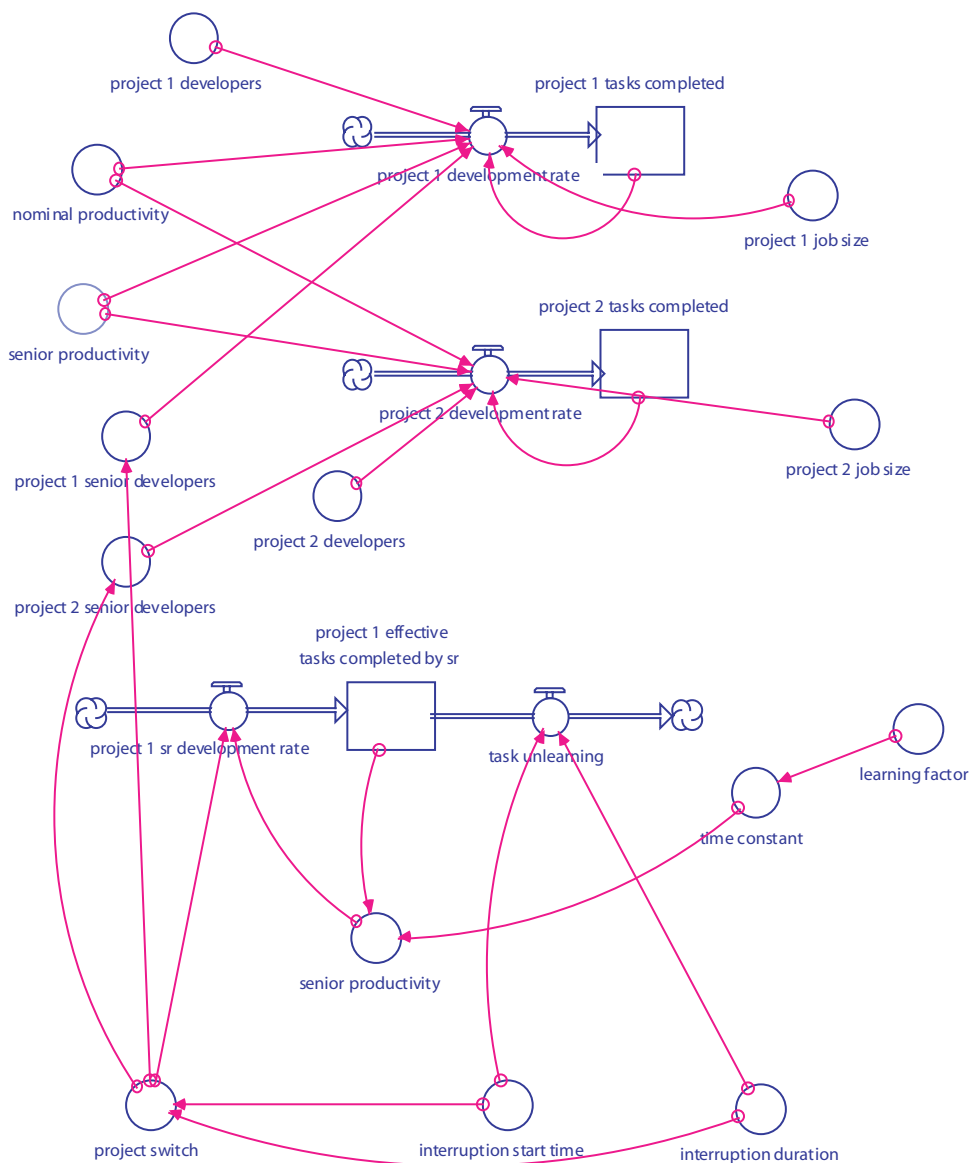 project 1 developers
project 1 tasks completed
project 1 development rate
nominal productivity
project 1 job size
project 2 tasks completed
senior productivity
project 2 development rate
project 2 job size
project 1 senior developers
project 2 developers
project 2 senior developers
project 1 effective
tasks completed by sr
project 1 sr development rate
task unlearning
learning factor
time constant
senior productivity
project switch
interruption start time
interruption duration